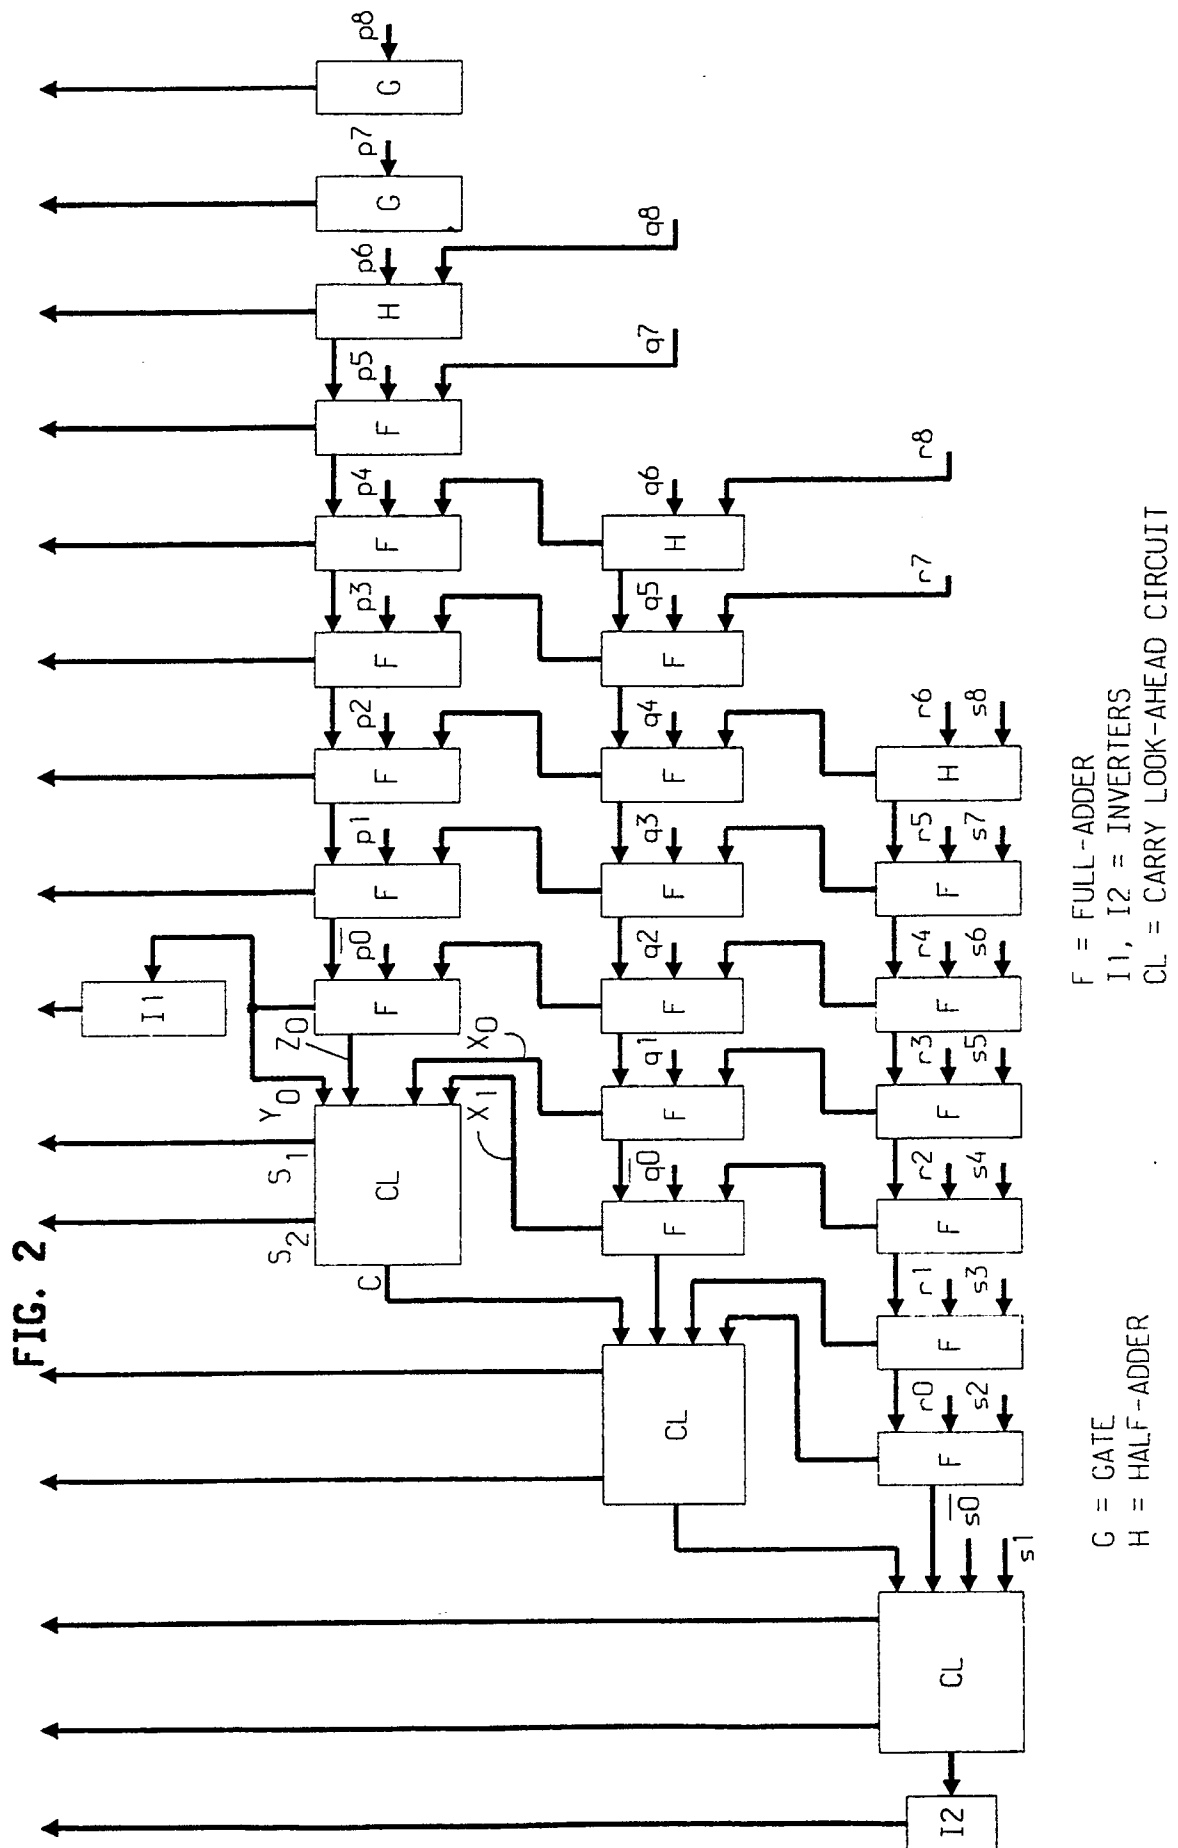 FIG. 2
I1
S2 S1 Y0 Z0
C p̅0̅ p1 p2 p3 p4 p5 p6 p7 p8
CL F F F F F F H G G
X1 X0
q̅0̅ q1 q2 q3 q4 q5 q6 q7 q8
CL F F F F F F H
r0 r1 r2 r3 r4 r5 r6 r7 r8
I2 CL F F F F F F H
s̅0̅ s2 s3 s4 s5 s6 s7 s8
s1
G = GATE
H = HALF-ADDER
F = FULL-ADDER
I1, I2 = INVERTERS
CL = CARRY LOOK-AHEAD CIRCUIT